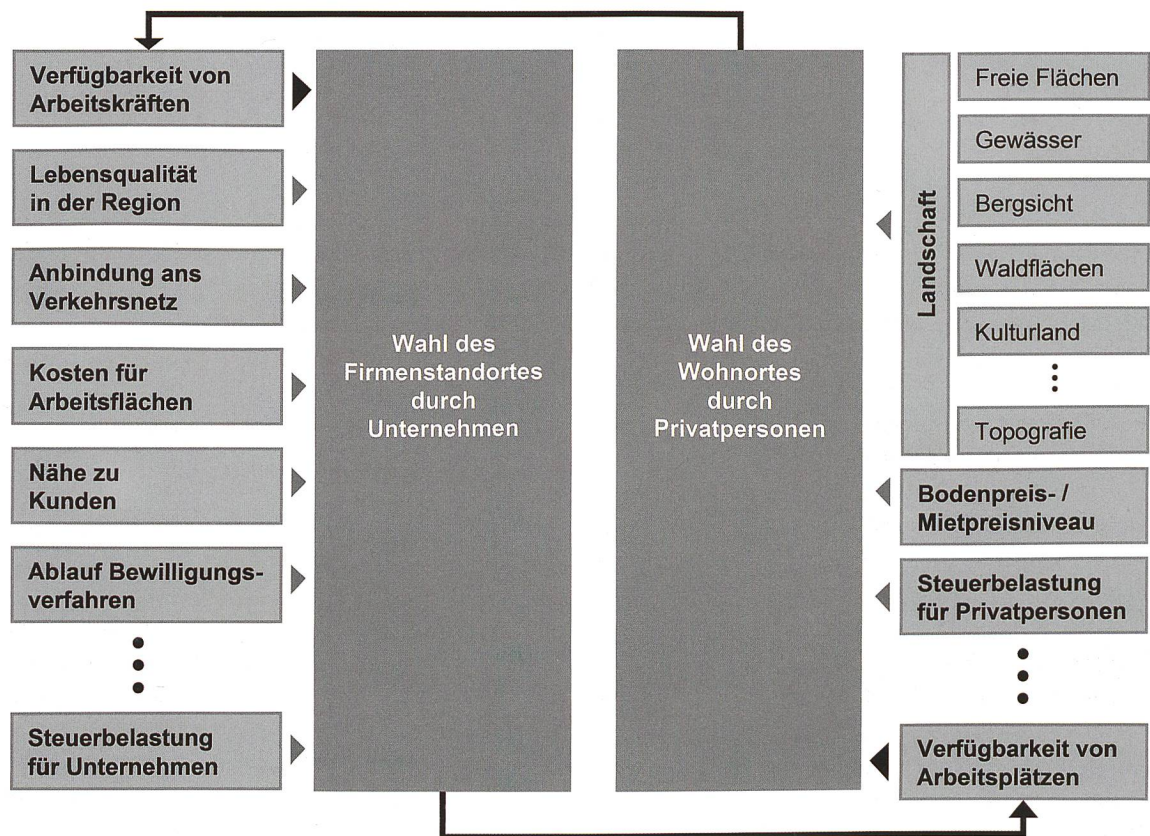 Verfügbarkeit von
Arbeitskräften
Lebensqualität
in der Region
Anbindung ans
Verkehrsnetz
Kosten für
Arbeitsflächen
Nähe zu
Kunden
Ablauf Bewilligungs-
verfahren
Steuerbelastung
für Unternehmen
Wahl des
Firmenstandortes
durch
Unternehmen
Wahl des
Wohnortes
durch
Privatpersonen
Landschaft
Freie Flächen
Gewässer
Bergsicht
Waldflächen
Kulturland
Topografie
Bodenpreis- /
Mietpreisniveau
Steuerbelastung
für Privatpersonen
Verfügbarkeit von
Arbeitsplätzen